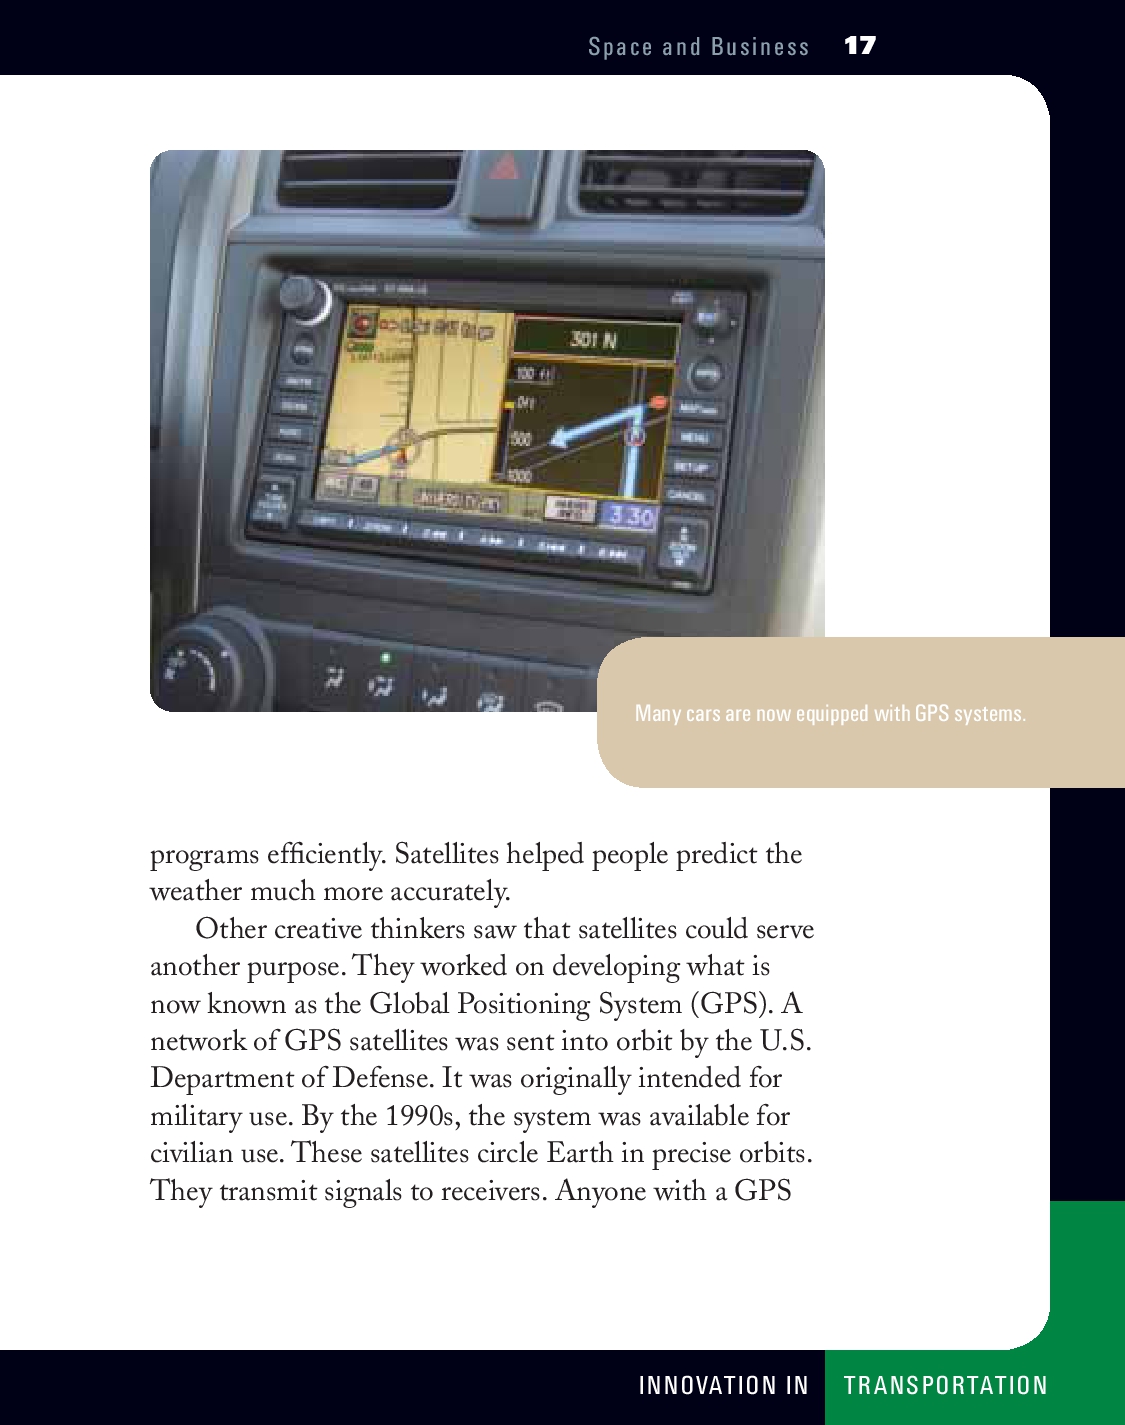 Space and Business 17
301 N
100 ft
0ft
500
1000
MENU
SETUP
CANCEL
3 30
Many cars are now equipped with GPS systems.
programs efficiently. Satellites helped people predict the
weather much more accurately.
Other creative thinkers saw that satellites could serve
another purpose. They worked on developing what is
now known as the Global Positioning System (GPS). A
network of GPS satellites was sent into orbit by the U.S.
Department of Defense. It was originally intended for
military use. By the 1990s, the system was available for
civilian use. These satellites circle Earth in precise orbits.
They transmit signals to receivers. Anyone with a GPS
INNOVATION IN TRANSPORTATION